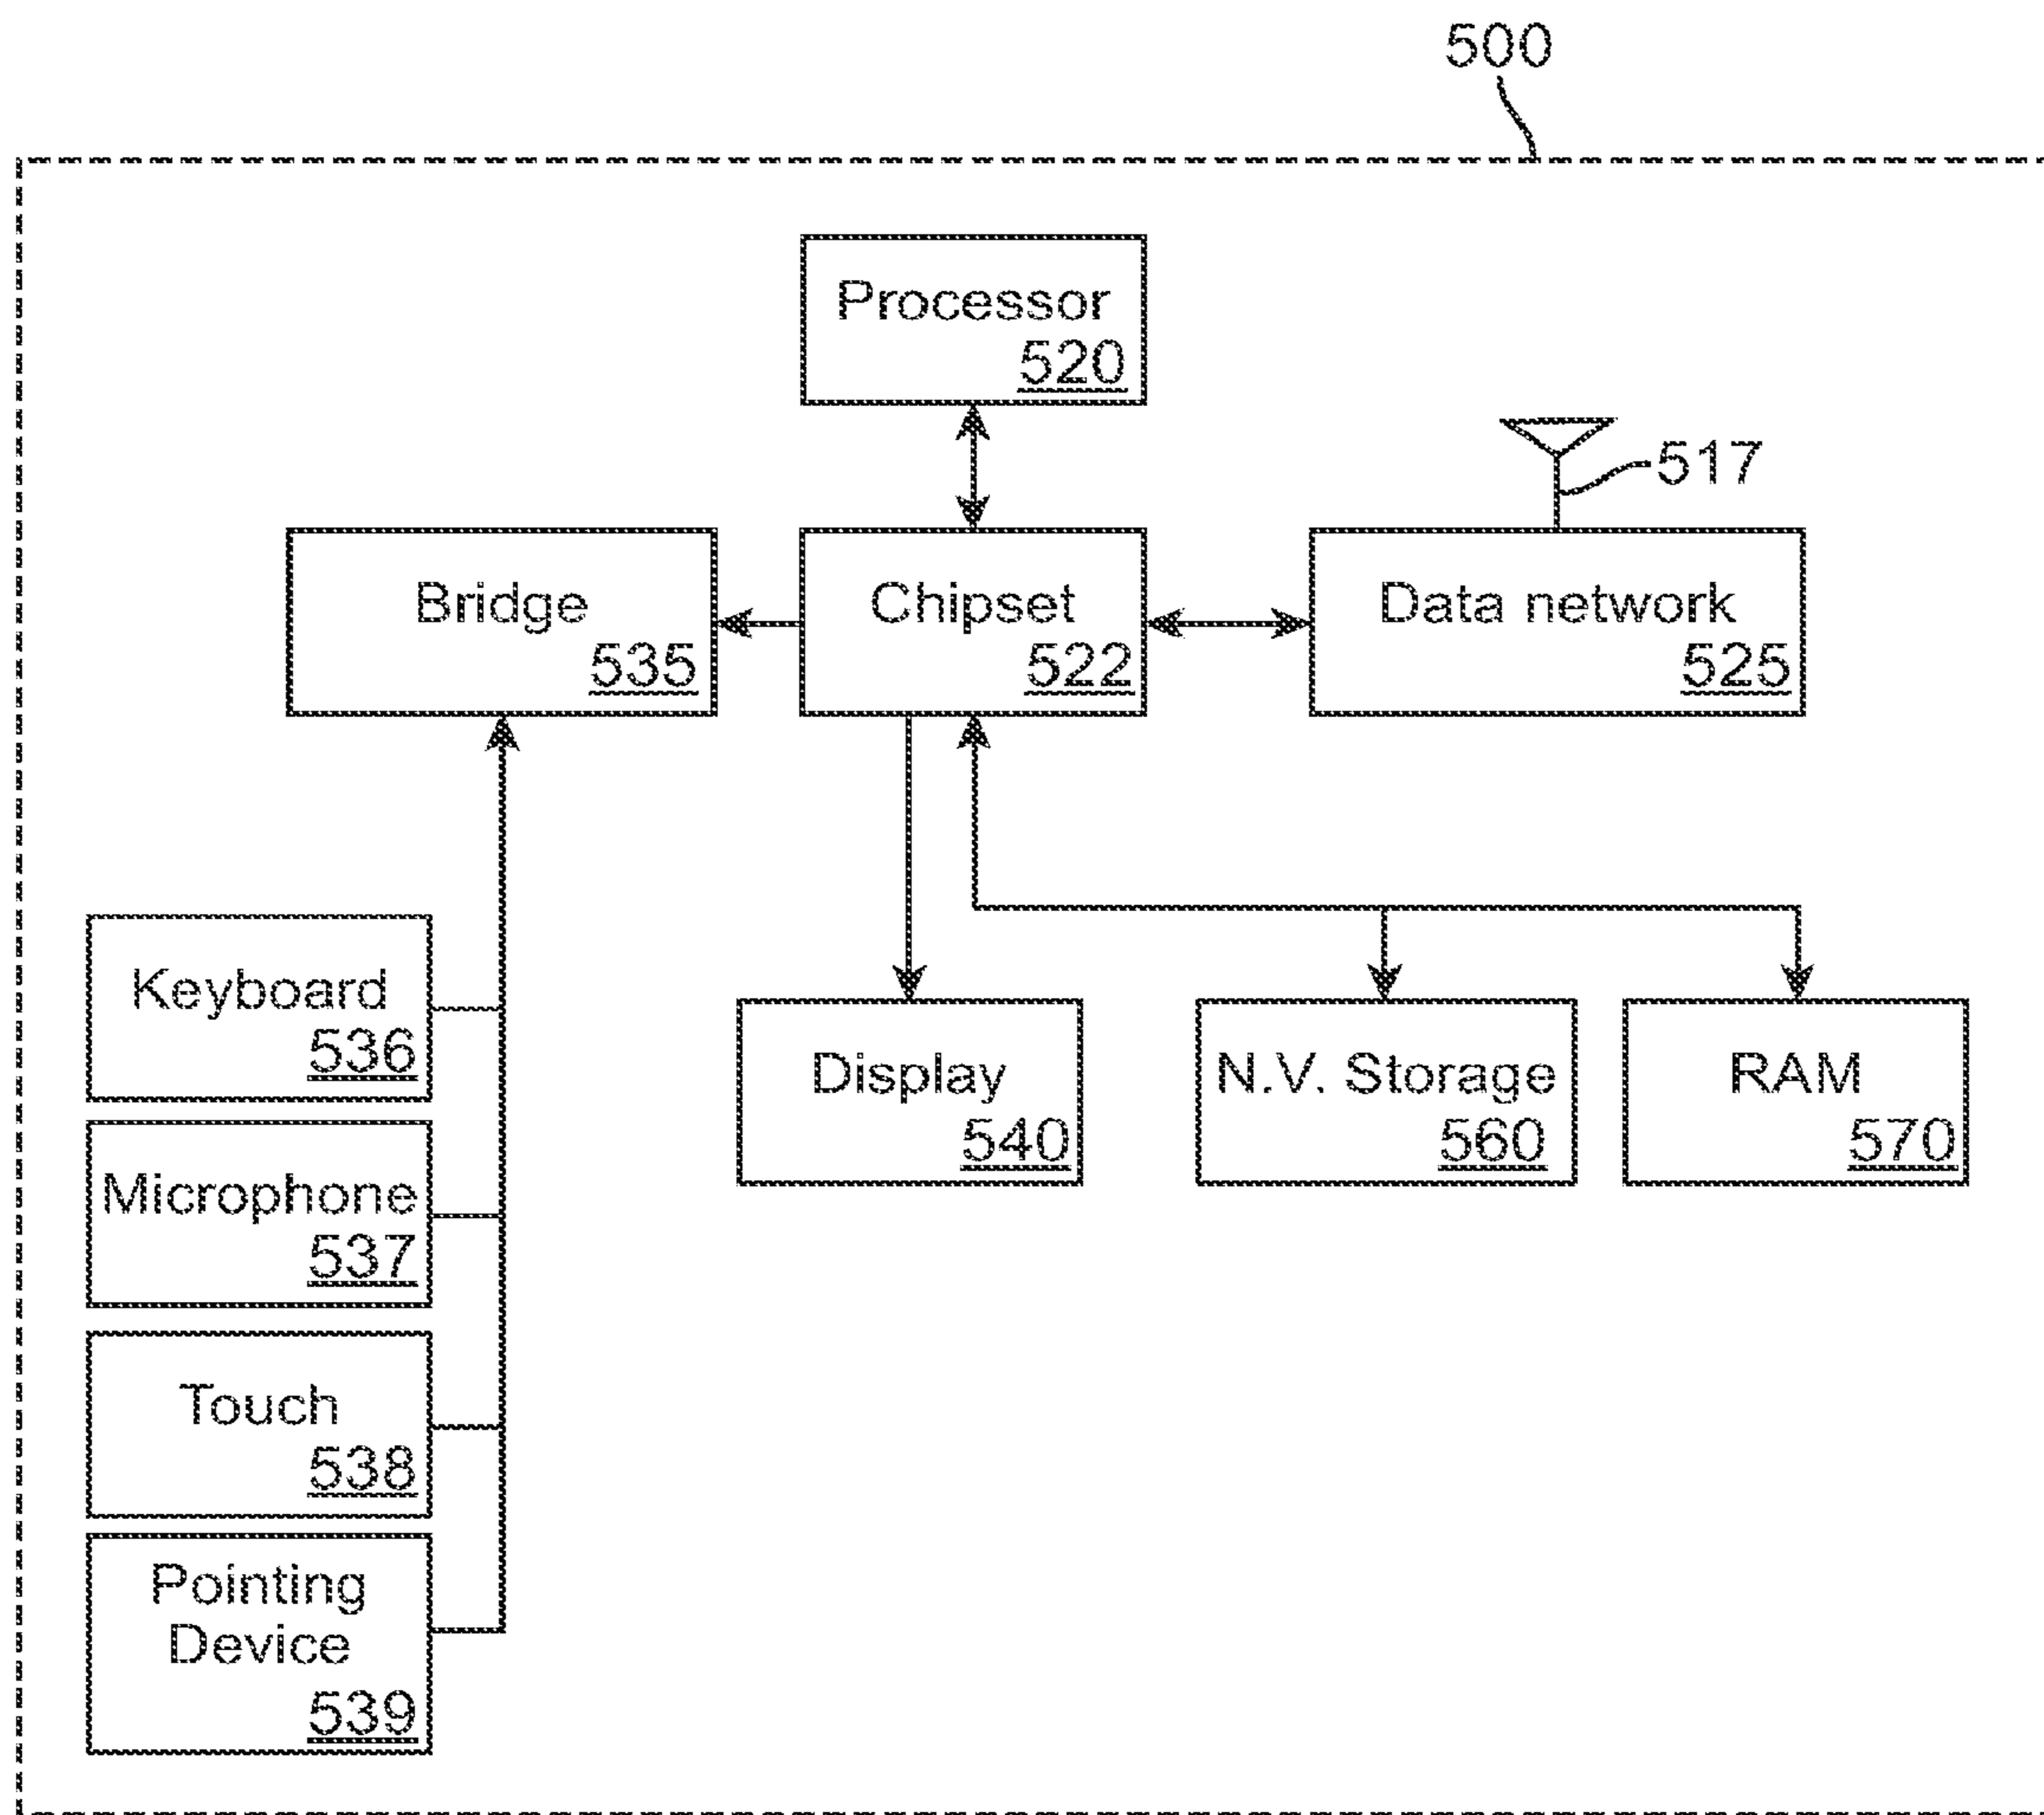 500
Processor
520
517
Bridge
535
Chipset
522
Data network
525
Keyboard
536
Microphone
537
Touch
538
Pointing
Device
539
Display
540
N.V. Storage
560
RAM
570